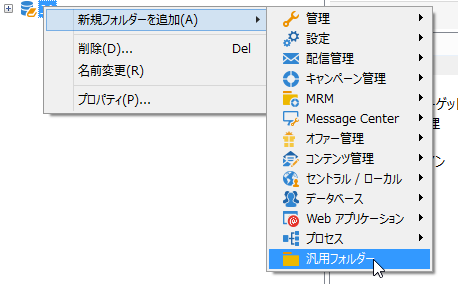 新規フォルダーを追加(A)
削除(D)... Del
名前変更(R)
プロパティ(P)...
管理
設定
配信管理
キャンペーン管理
MRM
Message Center
オファー管理
コンテンツ管理
セントラル / ローカル
データベース
Web アプリケーション
プロセス
汎用フォルダー
ーゲット
理
イン